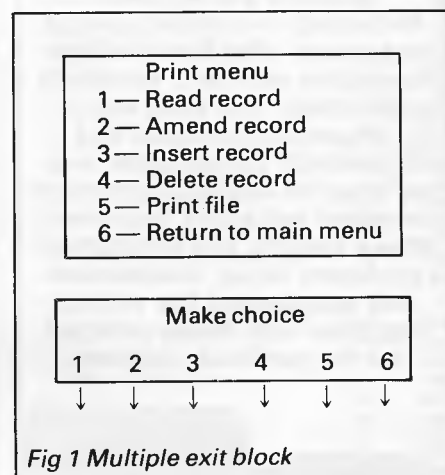 Print menu
1 — Read record
2 — Amend record
3 — Insert record
4 — Delete record
5 — Print file
6 — Return to main menu
Make choice
1 2 3 4 5 6
Fig 1 Multiple exit block